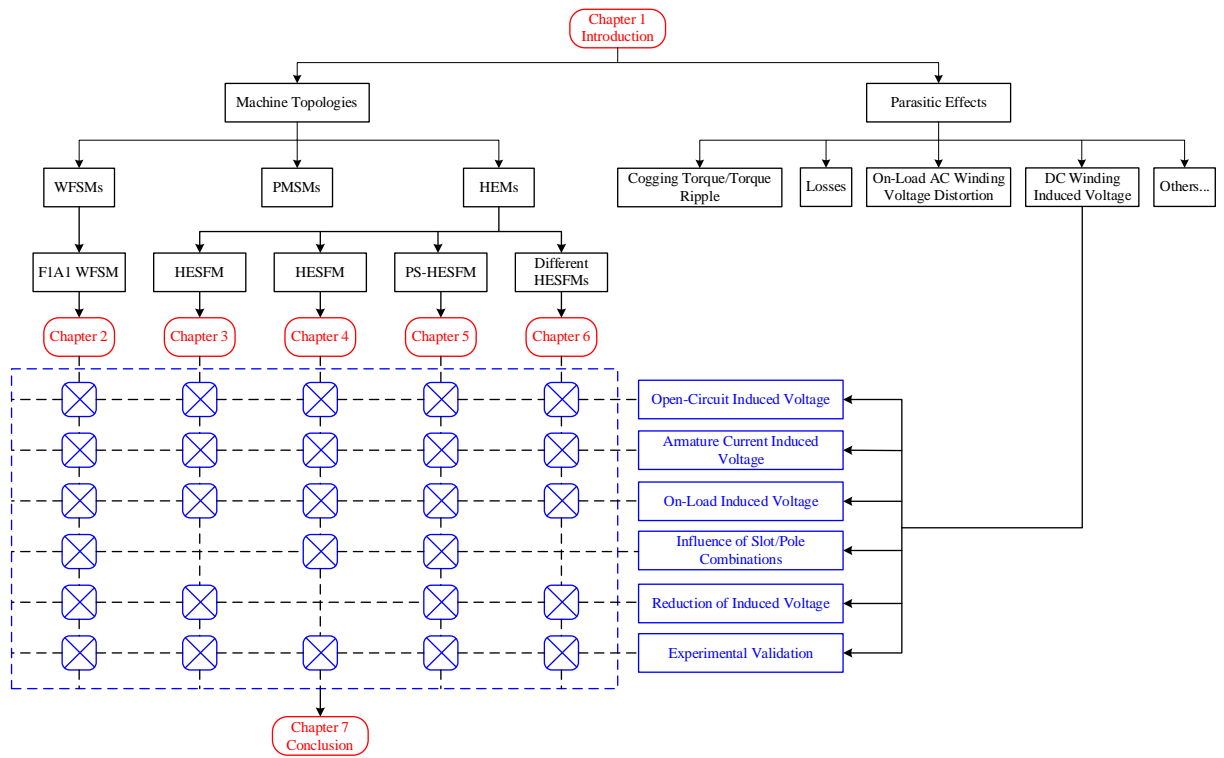 Chapter 1
Introduction
Machine Topologies
Parasitic Effects
WFSMs
PMSMs
HEMs
Cogging Torque/Torque
Ripple
Losses
On-Load AC Winding
Voltage Distortion
DC Winding
Induced Voltage
Others...
F1A1 WFSM
HESFM
HESFM
PS-HESFM
Different
HESFMs
Chapter 2
Chapter 3
Chapter 4
Chapter 5
Chapter 6
Open-Circuit Induced Voltage
Armature Current Induced
Voltage
On-Load Induced Voltage
Influence of Slot/Pole
Combinations
Reduction of Induced Voltage
Experimental Validation
Chapter 7
Conclusion